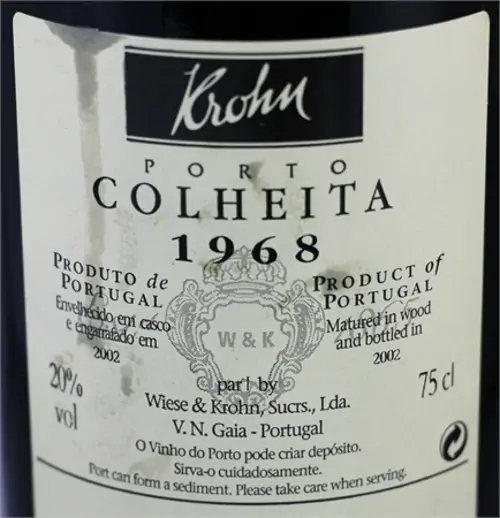 Krohn
PORTO
COLHEITA
1968
PRODUTO de
PORTUGAL
Envelhecido em casco
e engarrafado em
2002
PRODUCT of
PORTUGAL
Matured in wood
and bottled in
2002
W & K
20%
vol
75 cl
par | by
Wiese & Krohn, Sucrs., Lda.
V. N. Gaia - Portugal
O Vinho do Porto pode criar depósito.
Sirva-o cuidadosamente.
Port can form a sediment. Please take care when serving.